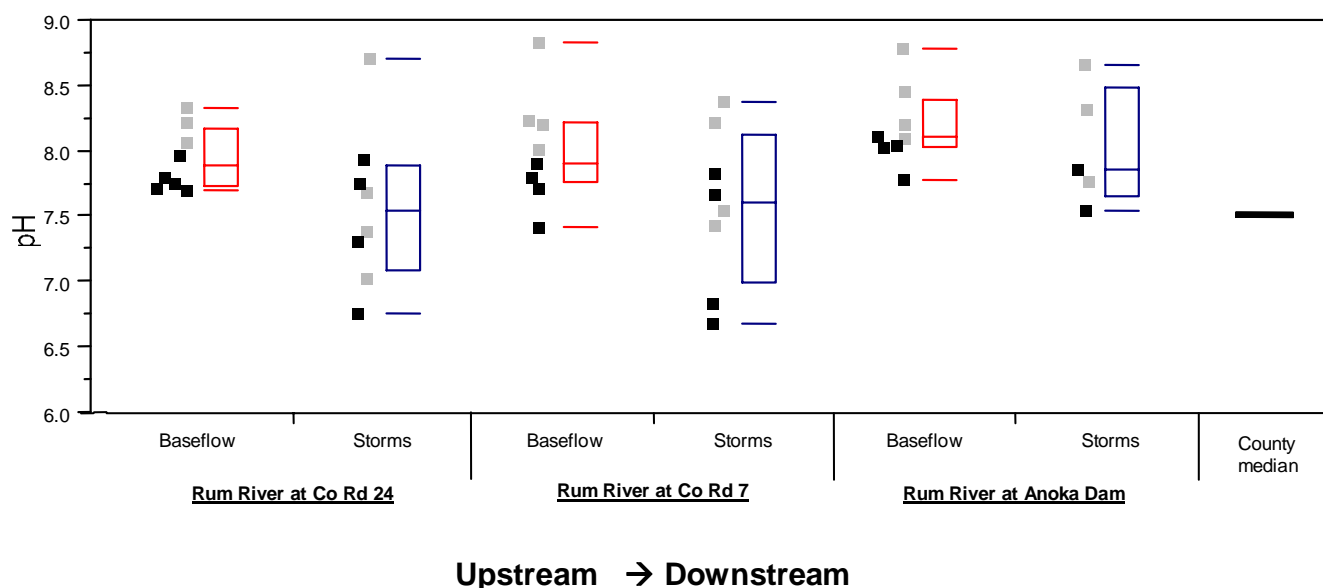 9.0
8.5
8.0
7.5
7.0
6.5
6.0
pH
Baseflow
Storms
Baseflow
Storms
Baseflow
Storms
County
median
Rum River at Co Rd 24
Rum River at Co Rd 7
Rum River at Anoka Dam
Upstream → Downstream